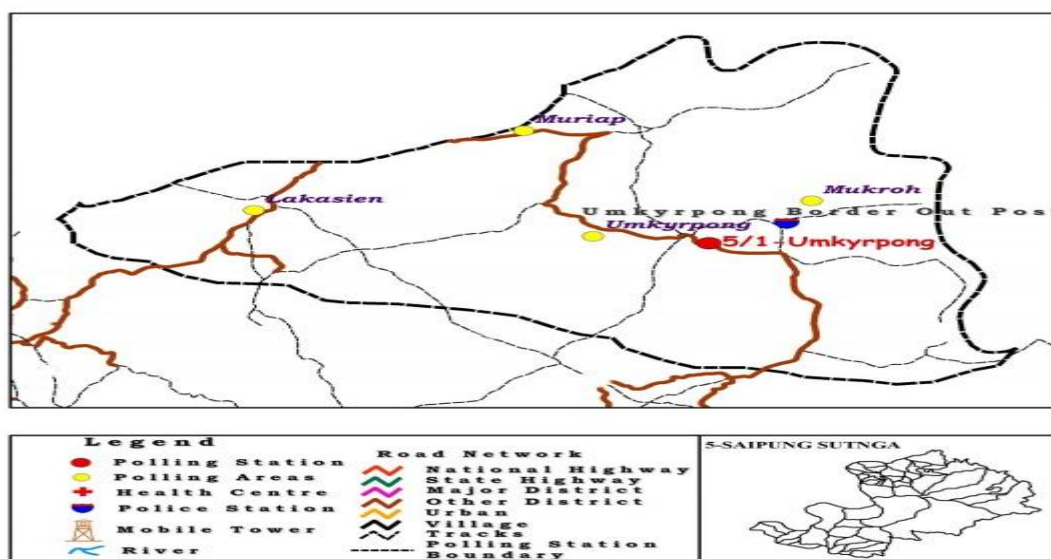 Muriap
Lakasien
Mukroh
Umkyrpong Border Out Pos
Umkyrpong
5/1-Umkyrpong
Legend
Polling Station
Polling Areas
Health Centre
Police Station
Mobile Tower
River
Road Network
National Highway
State Highway
Major District
Other District
Urban
Village
Tracks
Polling Station
Boundary
5-SAIPUNG SUTNGA